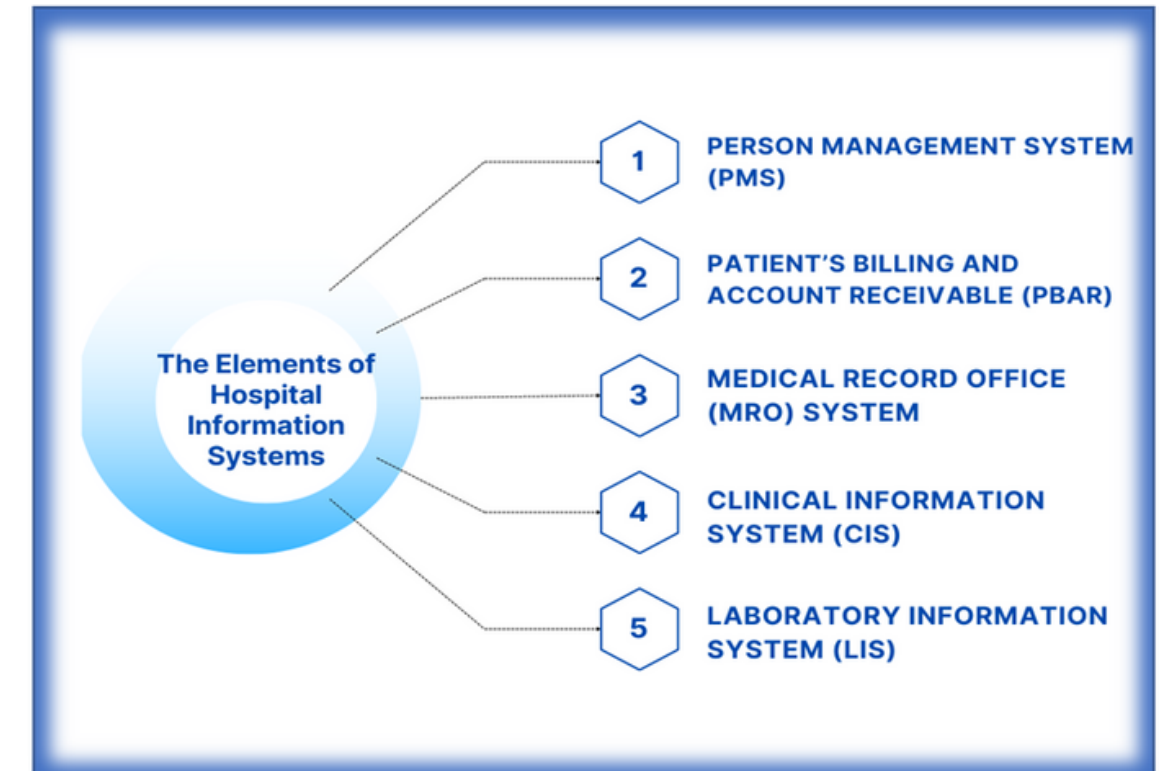 The Elements of
Hospital
Information
Systems
1
PERSON MANAGEMENT SYSTEM
(PMS)
2
PATIENT’S BILLING AND
ACCOUNT RECEIVABLE (PBAR)
3
MEDICAL RECORD OFFICE
(MRO) SYSTEM
4
CLINICAL INFORMATION
SYSTEM (CIS)
5
LABORATORY INFORMATION
SYSTEM (LIS)